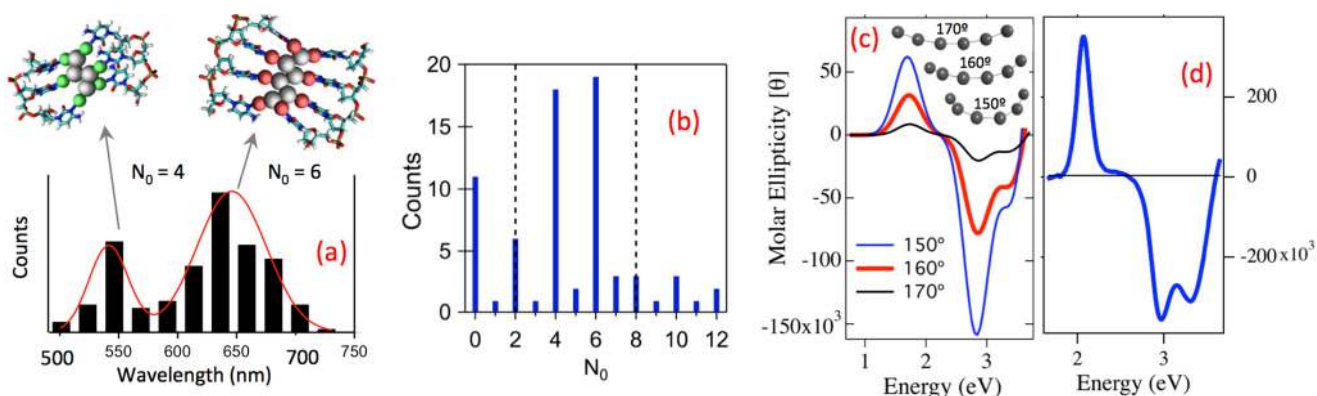 N₀ = 4
N₀ = 6
(a)
Counts
500
550
600
650
700
750
Wavelength (nm)
20
15
10
5
0
Counts
(b)
0
2
4
6
8
10
12
N₀
(c)
170º
160º
150º
Molar Ellipticity [θ]
50
0
-50
-100
-150x10³
150º
160º
170º
1
2
3
Energy (eV)
(d)
200
0
-200x10³
2
3
Energy (eV)